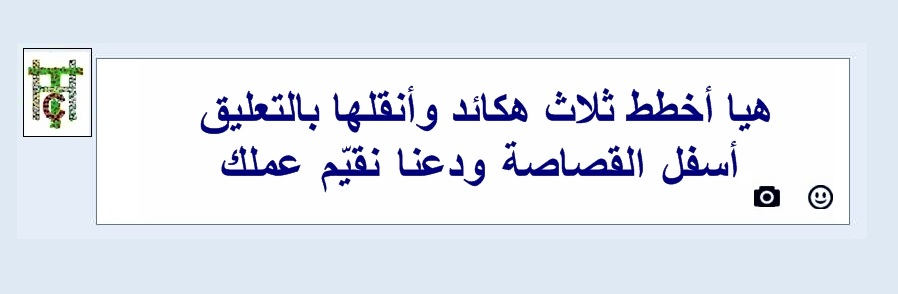 هيا أخطط ثلاث هكائد وأنقلها بالتعليق
أسفل القصاصة ودعنا نقيّم عملك